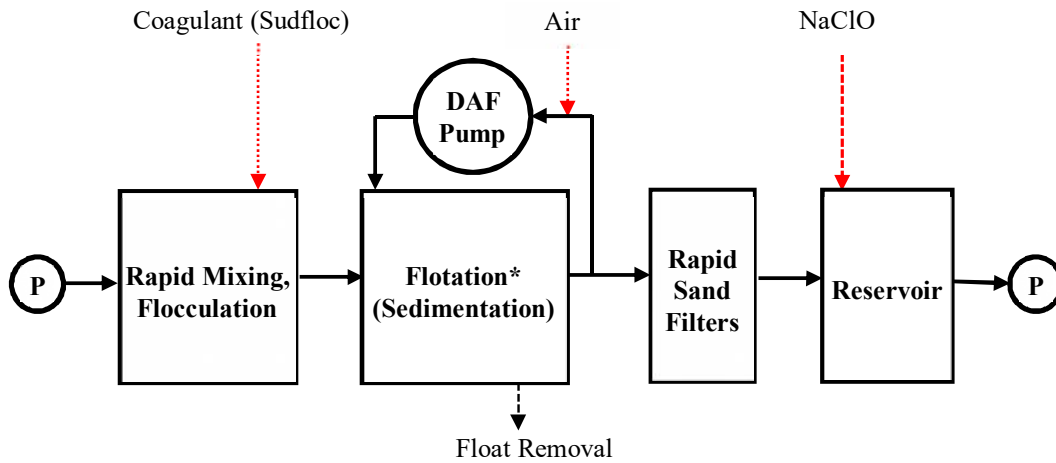 Coagulant (Sudfloc)
Air
NaClO
DAF
Pump
P
Rapid Mixing,
Flocculation
Flotation*
(Sedimentation)
Rapid
Sand
Filters
Reservoir
P
Float Removal